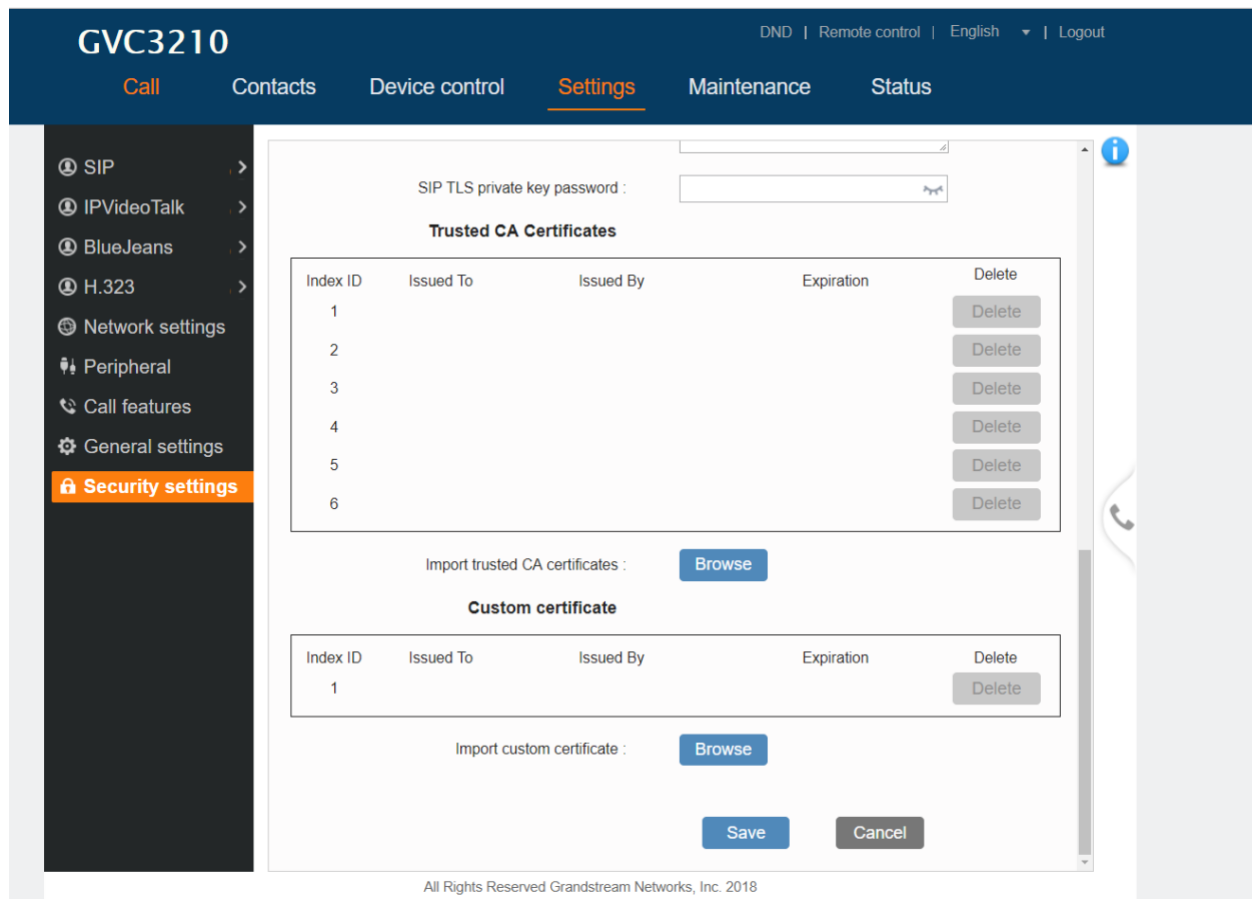 GVC3210
DND | Remote control | English | Logout
Call Contacts Device control Settings Maintenance Status
SIP
IPVideoTalk
BlueJeans
H.323
Network settings
Peripheral
Call features
General settings
Security settings
SIP TLS private key password :
Trusted CA Certificates
Index ID Issued To Issued By Expiration Delete
1 Delete
2 Delete
3 Delete
4 Delete
5 Delete
6 Delete
Import trusted CA certificates : Browse
Custom certificate
Index ID Issued To Issued By Expiration Delete
1 Delete
Import custom certificate : Browse
Save Cancel
All Rights Reserved Grandstream Networks, Inc. 2018